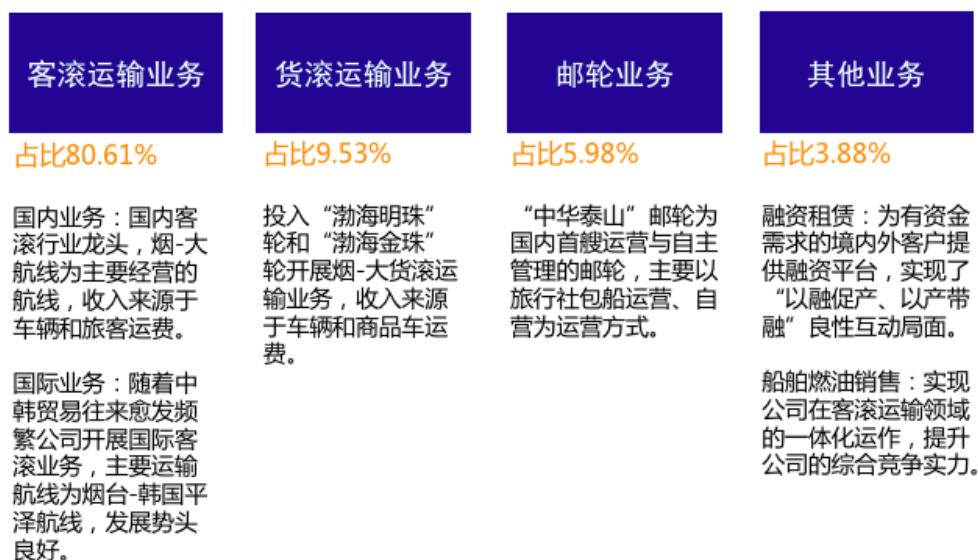 客滚运输业务
占比80.61%
国内业务：国内客
滚行业龙头，烟-大
航线为主要经营的
航线，收入来源于
车辆和旅客运费。
国际业务：随着中
韩贸易往来愈发频
繁公司开展国际客
滚业务，主要运输
航线为烟台-韩国平
泽航线，发展势头
良好。
货滚运输业务
占比9.53%
投入“渤海明珠”
轮和“渤海金珠”
轮开展烟-大货滚运
输业务，收入来源
于车辆和商品车运
费。
邮轮业务
占比5.98%
“中华泰山”邮轮为
国内首艘运营与自主
管理的邮轮，主要以
旅行社包船运营、自
营为运营方式。
其他业务
占比3.88%
融资租赁：为有资金
需求的境内外客户提
供融资平台，实现了
“以融促产、以产带
融”良性互动局面。
船舶燃油销售：实现
公司在客滚运输领域
的一体化运作，提升
公司的综合竞争实力。